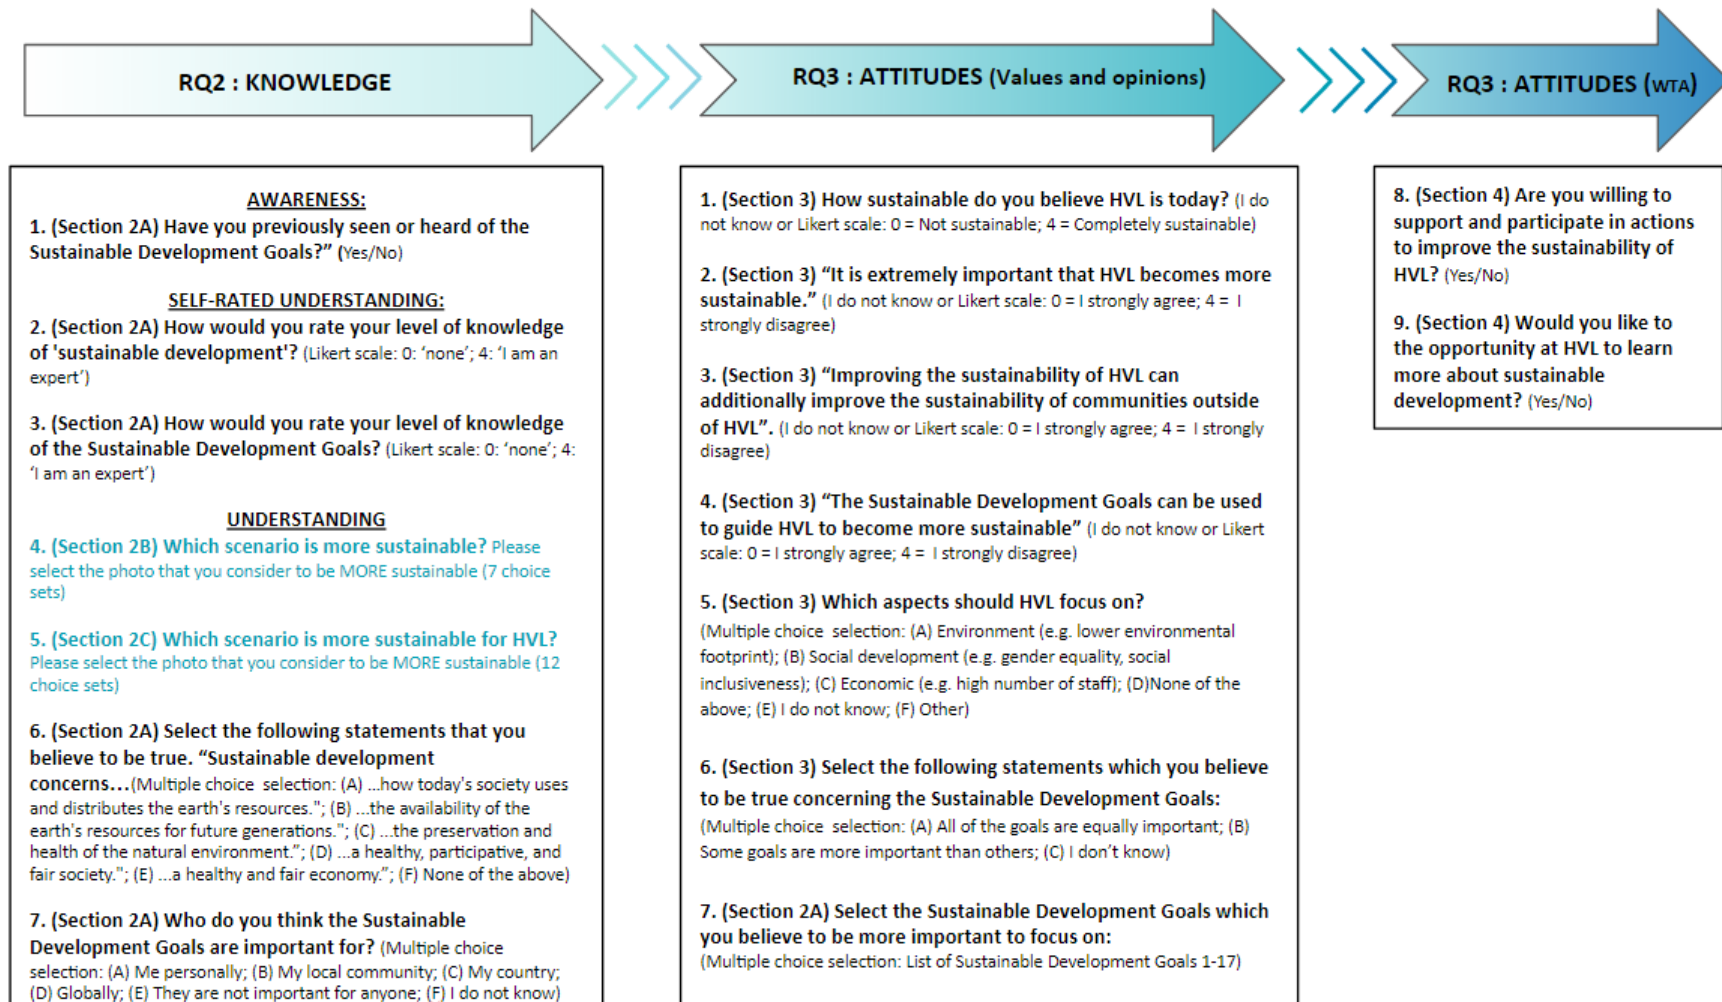 RQ2 : KNOWLEDGE
RQ3 : ATTITUDES (Values and opinions)
RQ3 : ATTITUDES (WTA)
AWARENESS:
1. (Section 2A) Have you previously seen or heard of the
Sustainable Development Goals?” (Yes/No)
SELF-RATED UNDERSTANDING:
2. (Section 2A) How would you rate your level of knowledge
of 'sustainable development'? (Likert scale: 0: ‘none’; 4: ‘I am an
expert’)
3. (Section 2A) How would you rate your level of knowledge
of the Sustainable Development Goals? (Likert scale: 0: ‘none’; 4:
‘I am an expert’)
UNDERSTANDING
4. (Section 2B) Which scenario is more sustainable? Please
select the photo that you consider to be MORE sustainable (7 choice
sets)
5. (Section 2C) Which scenario is more sustainable for HVL?
Please select the photo that you consider to be MORE sustainable (12
choice sets)
6. (Section 2A) Select the following statements that you
believe to be true. “Sustainable development
concerns...(Multiple choice selection: (A) ...how today's society uses
and distributes the earth's resources."; (B) ...the availability of the
earth's resources for future generations."; (C) ...the preservation and
health of the natural environment.”; (D) ...a healthy, participative, and
fair society."; (E) ...a healthy and fair economy.”; (F) None of the above)
7. (Section 2A) Who do you think the Sustainable
Development Goals are important for? (Multiple choice
selection: (A) Me personally; (B) My local community; (C) My country;
(D) Globally; (E) They are not important for anyone; (F) I do not know)
1. (Section 3) How sustainable do you believe HVL is today? (I do
not know or Likert scale: 0 = Not sustainable; 4 = Completely sustainable)
2. (Section 3) “It is extremely important that HVL becomes more
sustainable.” (I do not know or Likert scale: 0 = I strongly agree; 4 = I
strongly disagree)
3. (Section 3) “Improving the sustainability of HVL can
additionally improve the sustainability of communities outside
of HVL”. (I do not know or Likert scale: 0 = I strongly agree; 4 = I strongly
disagree)
4. (Section 3) “The Sustainable Development Goals can be used
to guide HVL to become more sustainable” (I do not know or Likert
scale: 0 = I strongly agree; 4 = I strongly disagree)
5. (Section 3) Which aspects should HVL focus on?
(Multiple choice selection: (A) Environment (e.g. lower environmental
footprint); (B) Social development (e.g. gender equality, social
inclusiveness); (C) Economic (e.g. high number of staff); (D)None of the
above; (E) I do not know; (F) Other)
6. (Section 3) Select the following statements which you believe
to be true concerning the Sustainable Development Goals:
(Multiple choice selection: (A) All of the goals are equally important; (B)
Some goals are more important than others; (C) I don’t know)
7. (Section 2A) Select the Sustainable Development Goals which
you believe to be more important to focus on:
(Multiple choice selection: List of Sustainable Development Goals 1-17)
8. (Section 4) Are you willing to
support and participate in actions
to improve the sustainability of
HVL? (Yes/No)
9. (Section 4) Would you like to
the opportunity at HVL to learn
more about sustainable
development? (Yes/No)